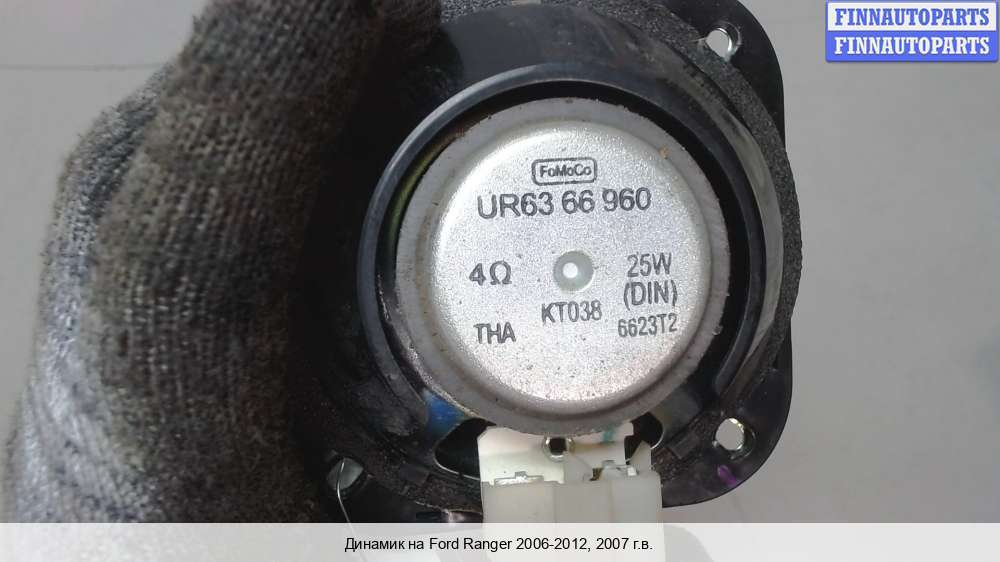 FINNAUTOPARTS
FINNAUTOPARTS
FoMoCo
UR63 66 960
4Ω 25W
(DIN)
KT038
THA 6623T2
Динамик на Ford Ranger 2006-2012, 2007 г.в.